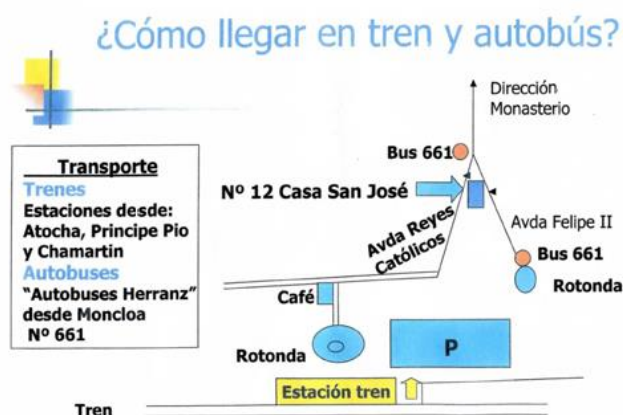 ¿Cómo llegar en tren y autobús?
Dirección
Monasterio
Bus 661
Transporte
Trenes
Estaciones desde:
Atocha, Principe Pio
y Chamartin
Autobuses
"Autobuses Herranz"
desde Moncloa
Nº 661
Nº 12 Casa San José
Avda Reyes
Católicos
Avda Felipe II
Bus 661
Rotonda
Café
Rotonda
P
Estación tren
Tren